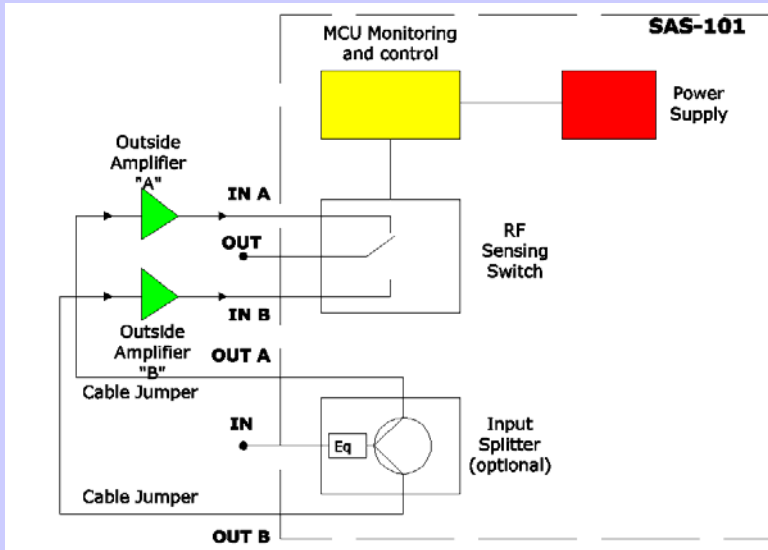 SAS-101
MCU Monitoring
and control
Power
Supply
Outside
Amplifier
"A"
IN A
OUT
RF
Sensing
Switch
IN B
Outside
Amplifier
"B"
OUT A
Cable Jumper
IN
Eq
Input
Splitter
(optional)
Cable Jumper
OUT B